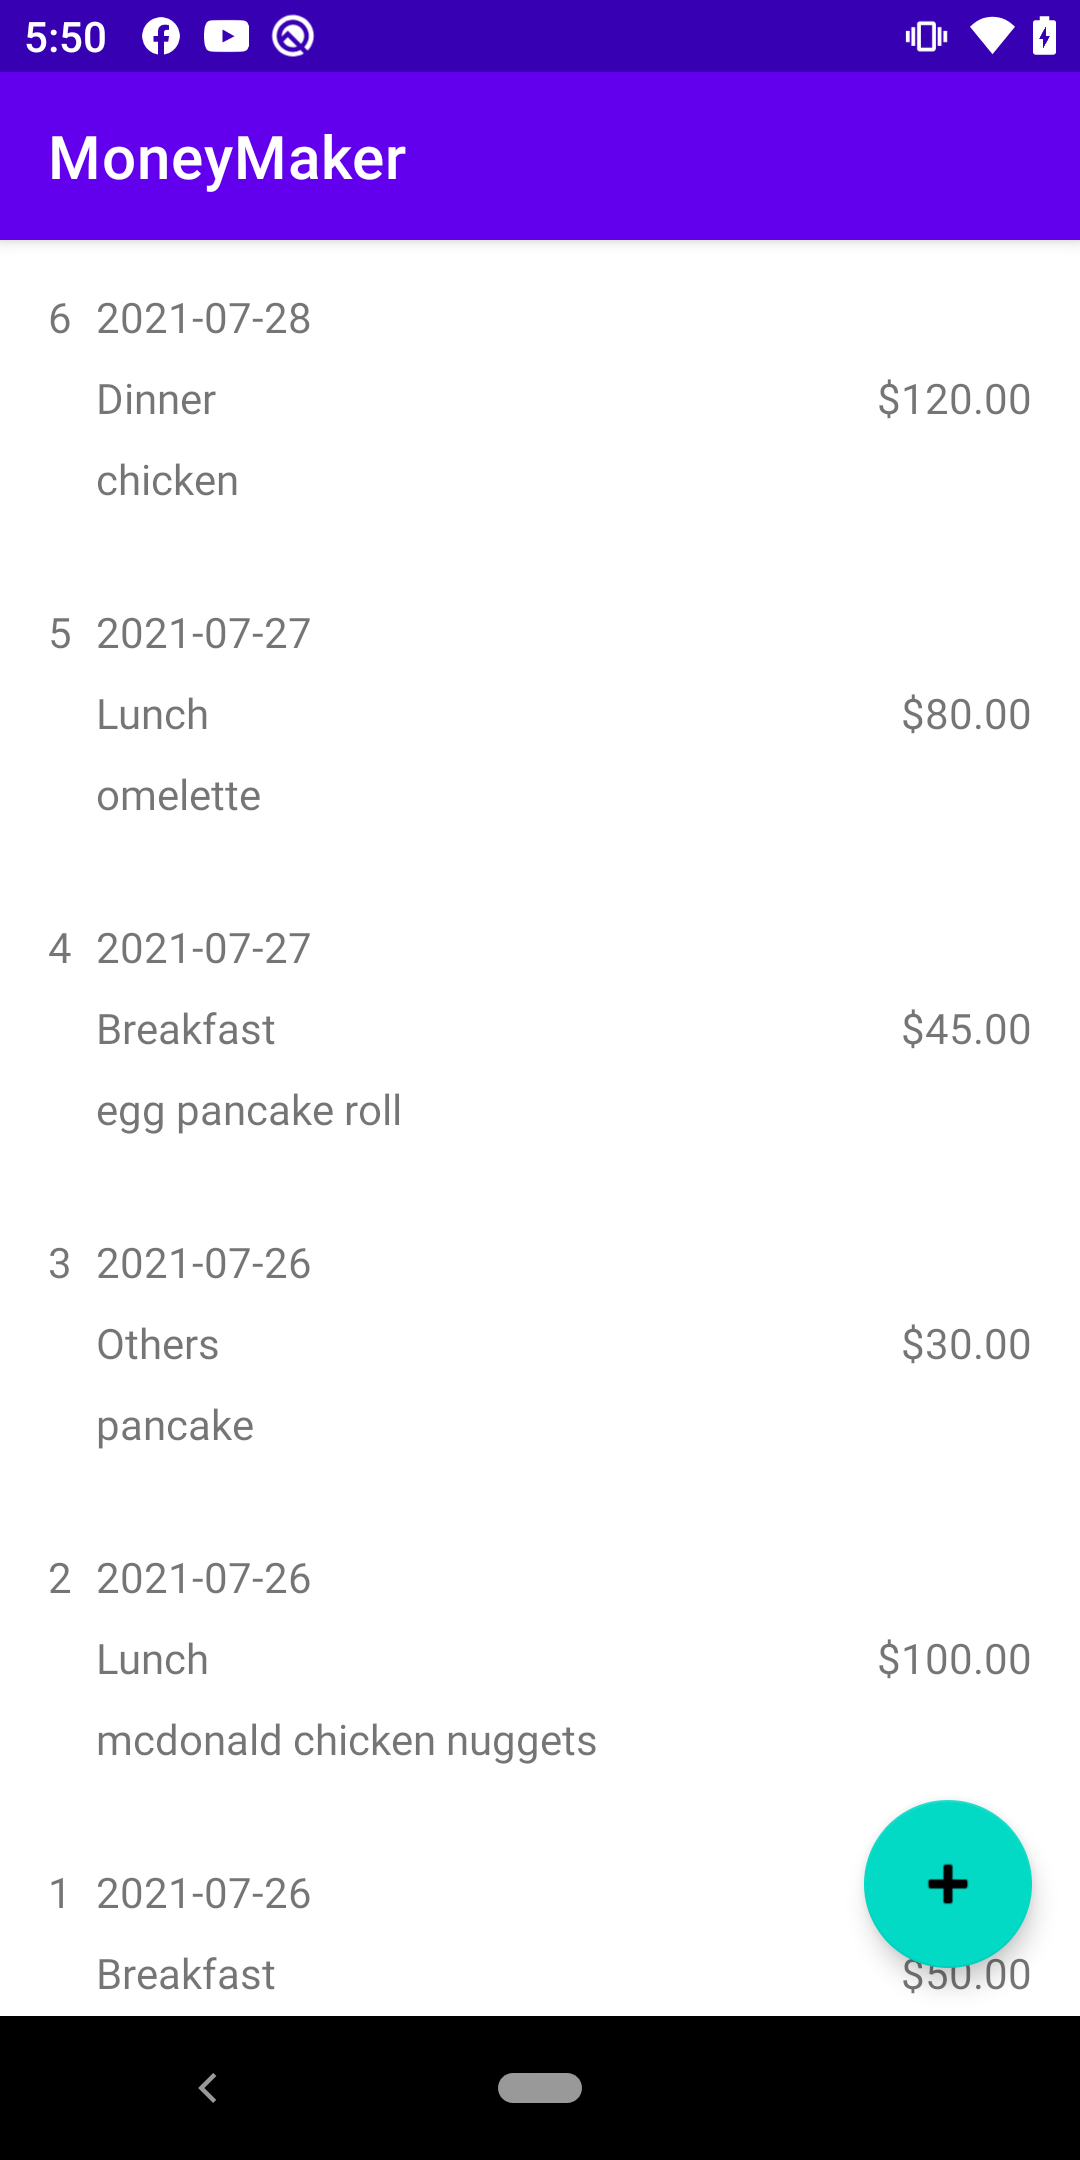 5:50
MoneyMaker
6 2021-07-28
Dinner $120.00
chicken
5 2021-07-27
Lunch $80.00
omelette
4 2021-07-27
Breakfast $45.00
egg pancake roll
3 2021-07-26
Others $30.00
pancake
2 2021-07-26
Lunch $100.00
mcdonald chicken nuggets
1 2021-07-26
Breakfast $50.00